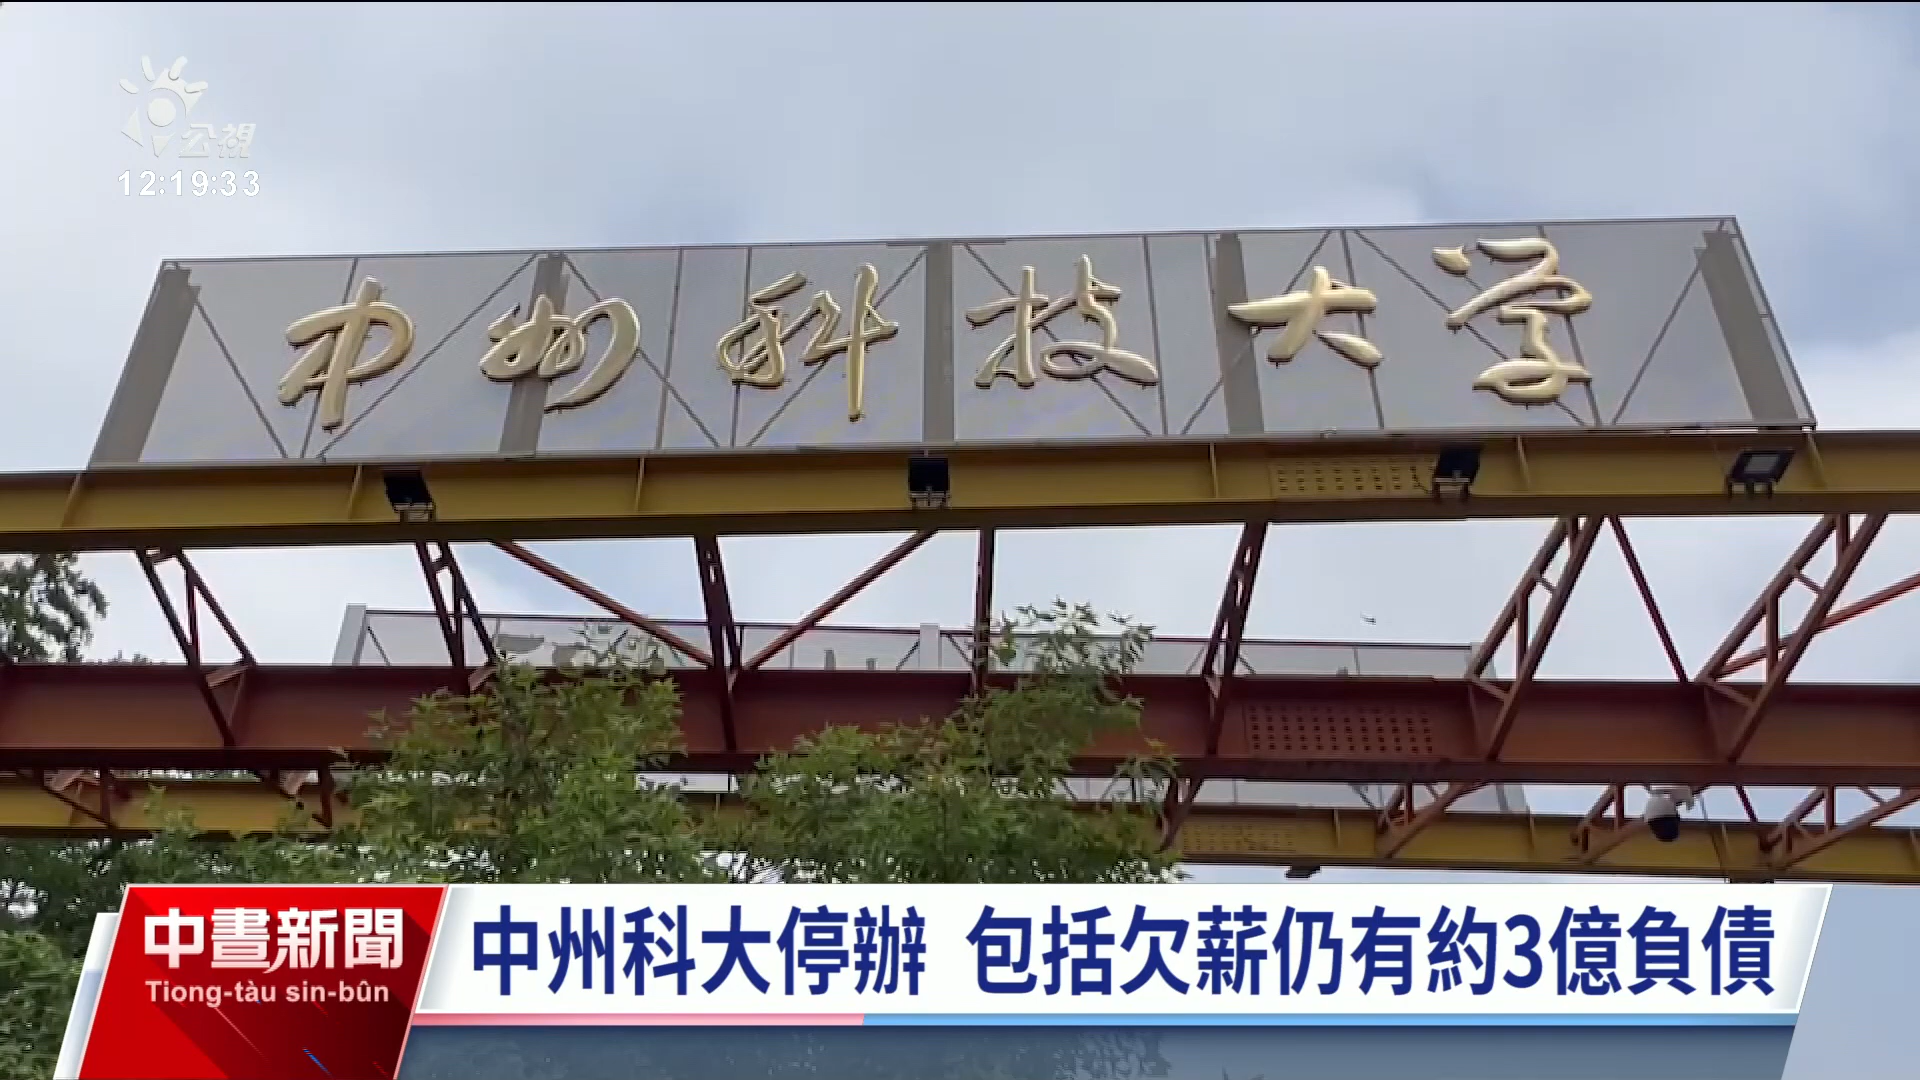 公視
12:19:33
中州科技大学
中晝新聞
Tiong-tàu sin-bûn
中州科大停辦 包括欠薪仍有約3億負債